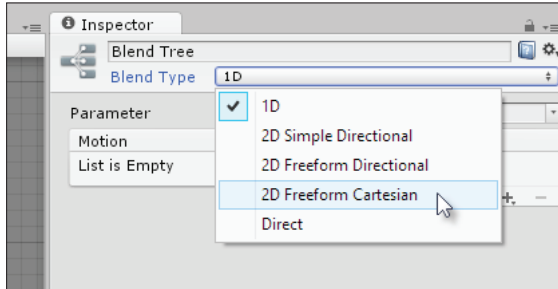 Inspector
Blend Tree
Blend Type 1D
Parameter
Motion
List is Empty
1D
2D Simple Directional
2D Freeform Directional
2D Freeform Cartesian
Direct